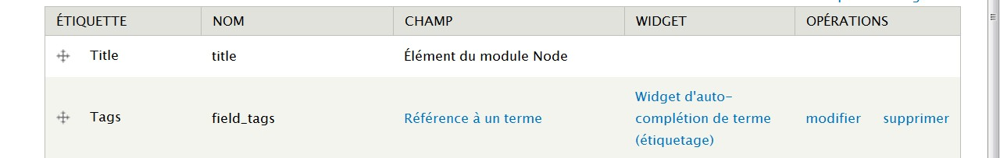 ÉTIQUETTE NOM CHAMP WIDGET OPÉRATIONS
Title title Élément du module Node
Tags field_tags Référence à un terme Widget d'auto-
complétion de terme
(étiquetage) modifier supprimer